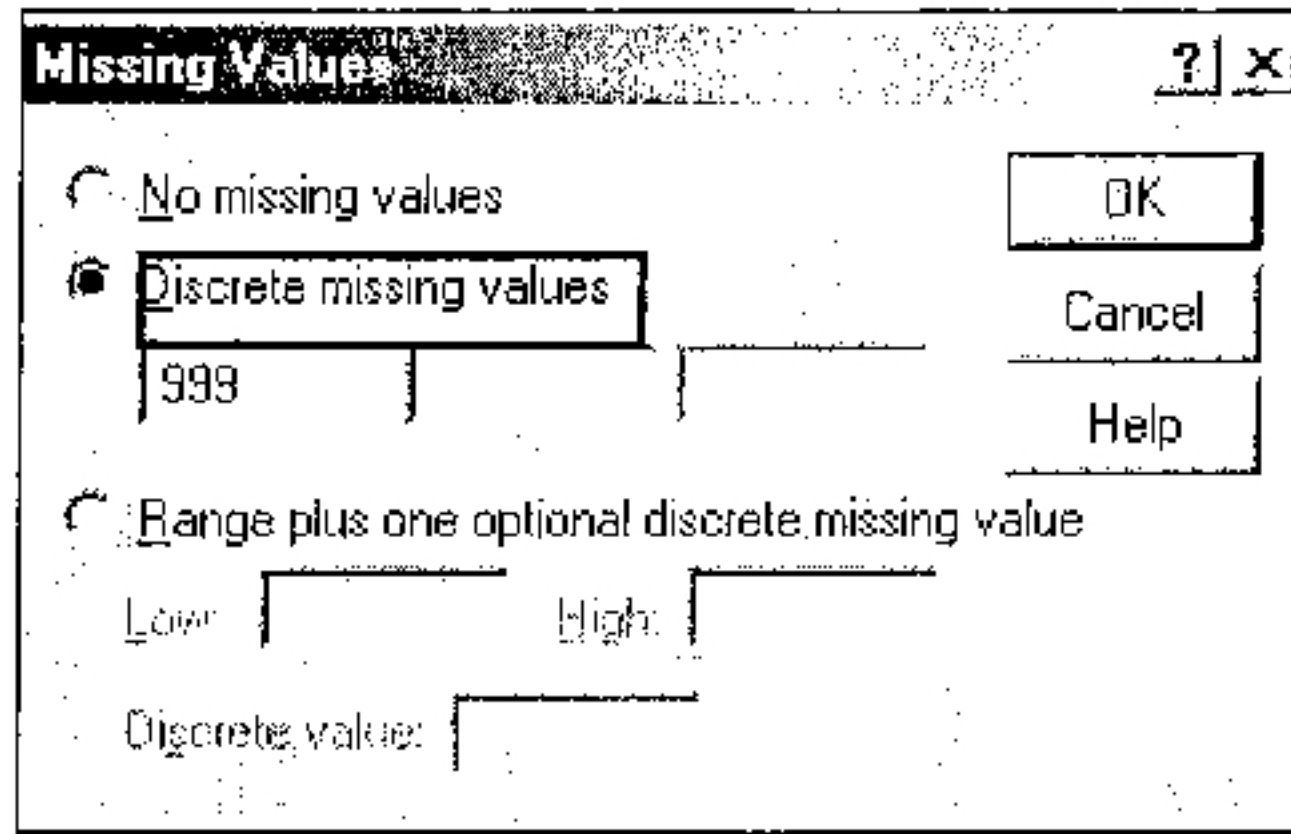 Missing Values ? ×
No missing values
OK
Discrete missing values
Cancel
999
Help
Range plus one optional discrete missing value
Low: High:
Discrete value: